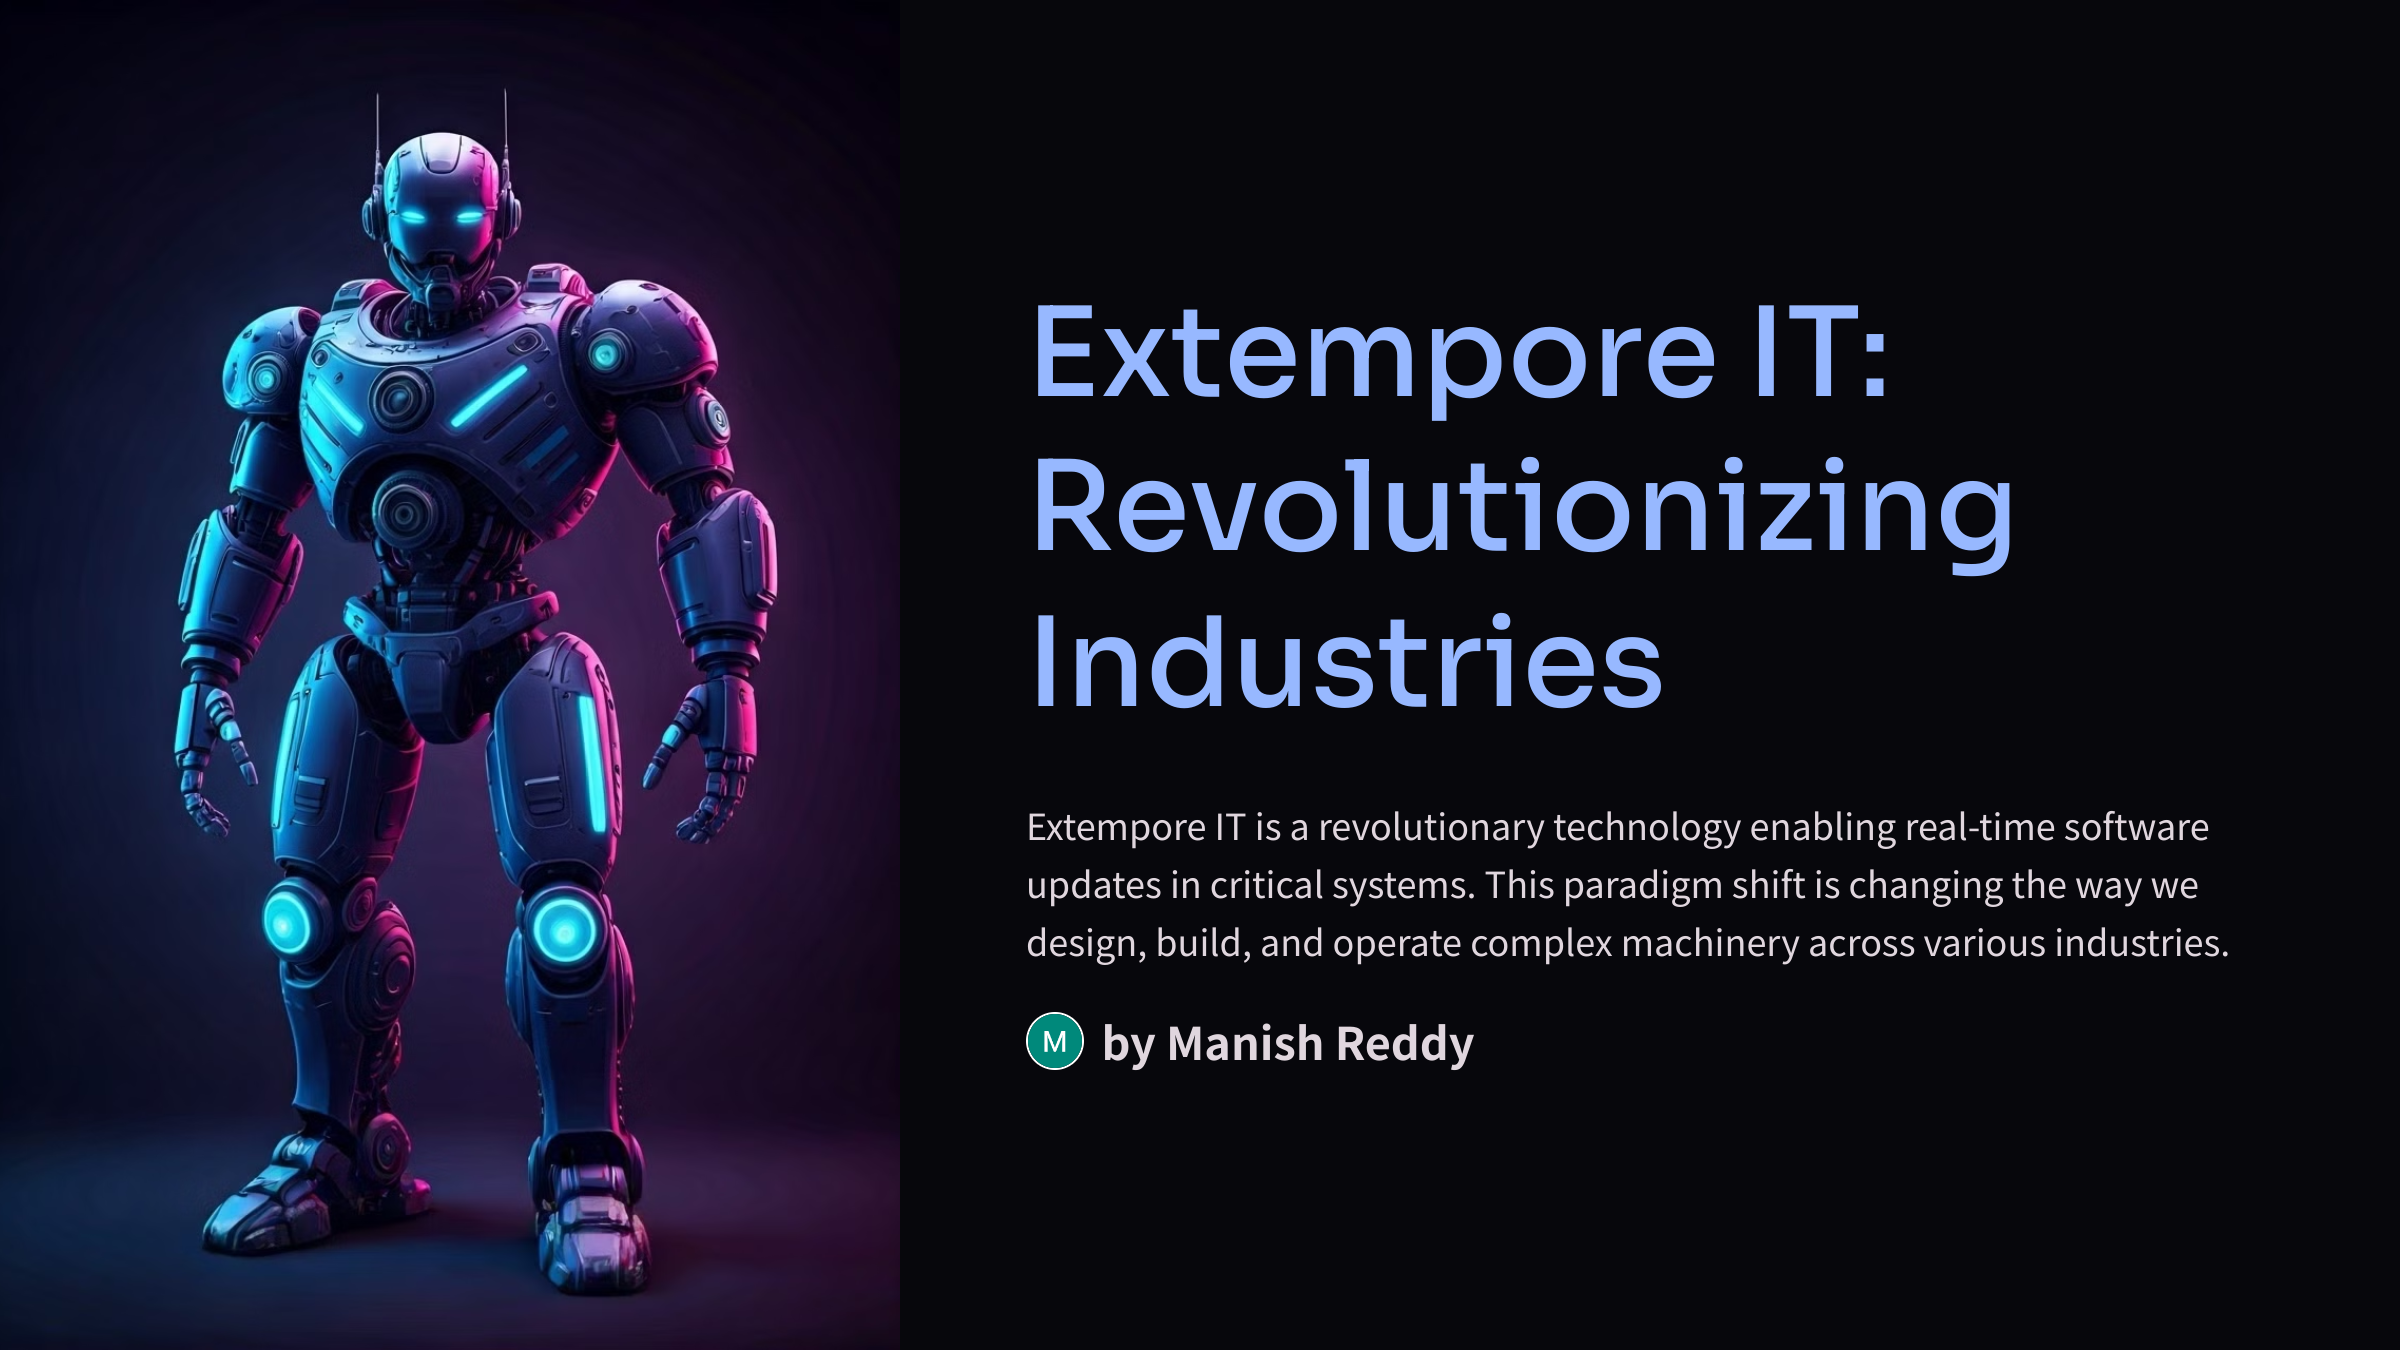 Extempore IT:
Revolutionizing
Industries
Extempore IT is a revolutionary technology enabling real-time software
updates in critical systems. This paradigm shift is changing the way we
design, build, and operate complex machinery across various industries.
M by Manish Reddy